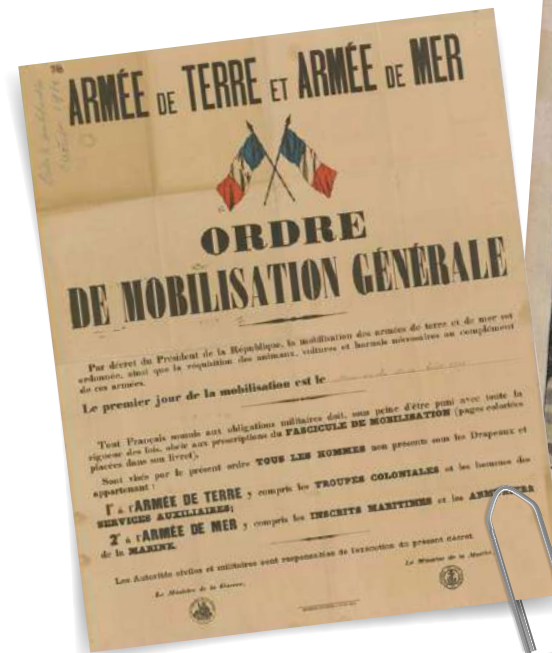 ARMÉE DE TERRE ET ARMÉE DE MER
ORDRE
DE MOBILISATION GÉNÉRALE
Par décret du Président de la République, la mobilisation des armées de terre et de mer est
ordonnée, ainsi que la réquisition des animaux, voitures et harnais nécessaires au complément
de ces armées.
Le premier jour de la mobilisation est le
Tout Français soumis aux obligations militaires doit, sous peine d'être puni avec toute la
rigueur des lois, obéir aux prescriptions du FASCICULE DE MOBILISATION (pages coloriées
placées dans son livret).
Sont visés par le présent ordre TOUS LES HOMMES non présents sous les Drapeaux et
appartenant :
1° à l'ARMÉE DE TERRE y compris les TROUPES COLONIALES et les hommes des
SERVICES AUXILIAIRES;
2° à l'ARMÉE DE MER y compris les INSCRITS MARITIMES et les
de la MARINE.
Les Autorités civiles et militaires sont responsables de l'exécution du présent décret.
Le Ministre de la Guerre,
Le Ministre de la Marine,